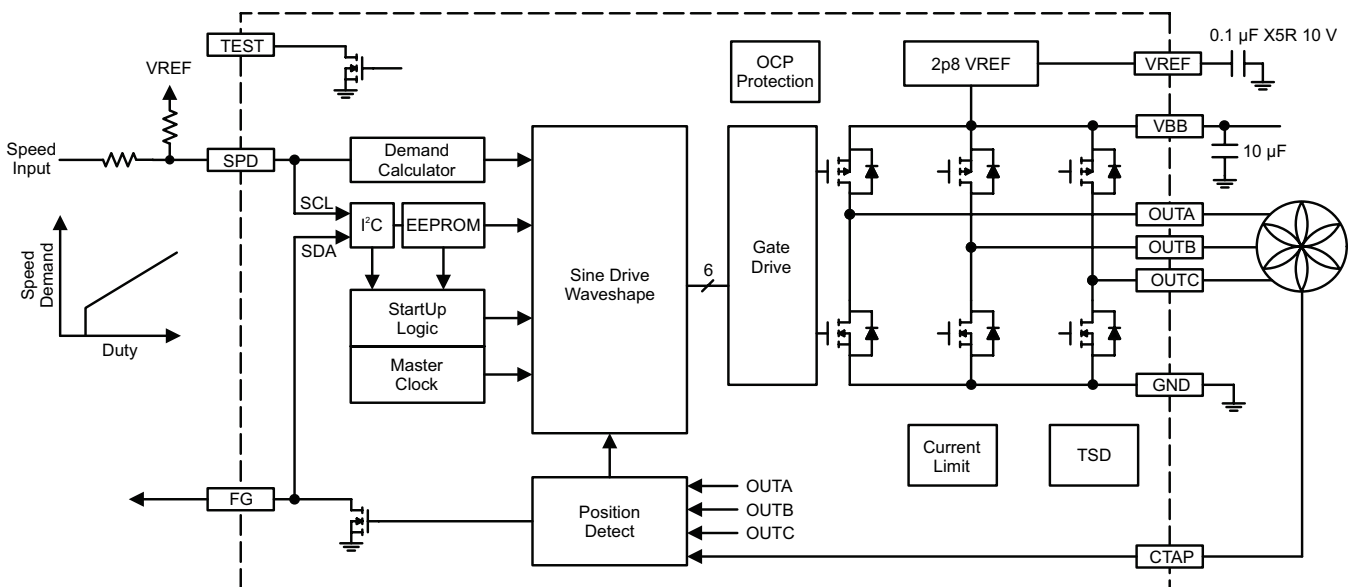 TEST
VREF
Speed
Input
SPD
Demand
Calculator
SCL
SDA
I²C
EEPROM
StartUp
Logic
Master
Clock
Speed
Demand
Duty
FG
Sine Drive
Waveshape
6
Gate
Drive
OCP
Protection
2p8 VREF
VREF
0.1 µF X5R 10 V
VBB
10 µF
OUTA
OUTB
OUTC
GND
Current
Limit
TSD
Position
Detect
OUTA
OUTB
OUTC
CTAP